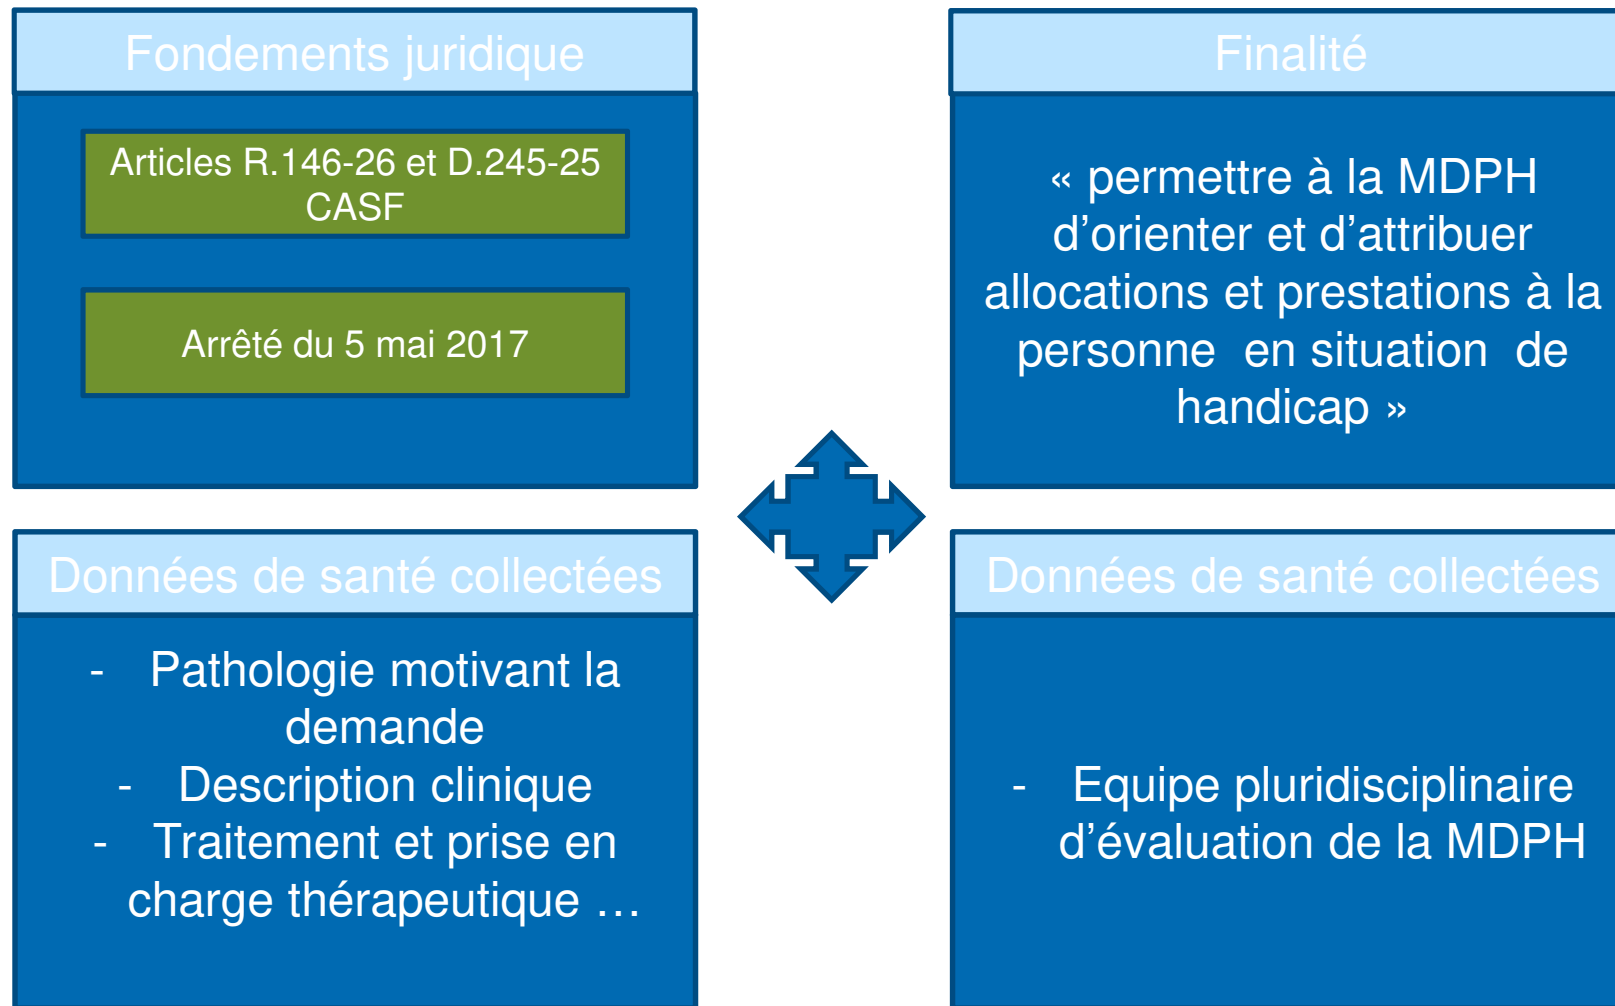 Fondements juridique
Articles R.146-26 et D.245-25
CASF
Arrêté du 5 mai 2017
Finalité
« permettre à la MDPH
d’orienter et d’attribuer
allocations et prestations à la
personne en situation de
handicap »
Données de santé collectées
- Pathologie motivant la
demande
- Description clinique
- Traitement et prise en
charge thérapeutique …
Données de santé collectées
- Equipe pluridisciplinaire
d’évaluation de la MDPH